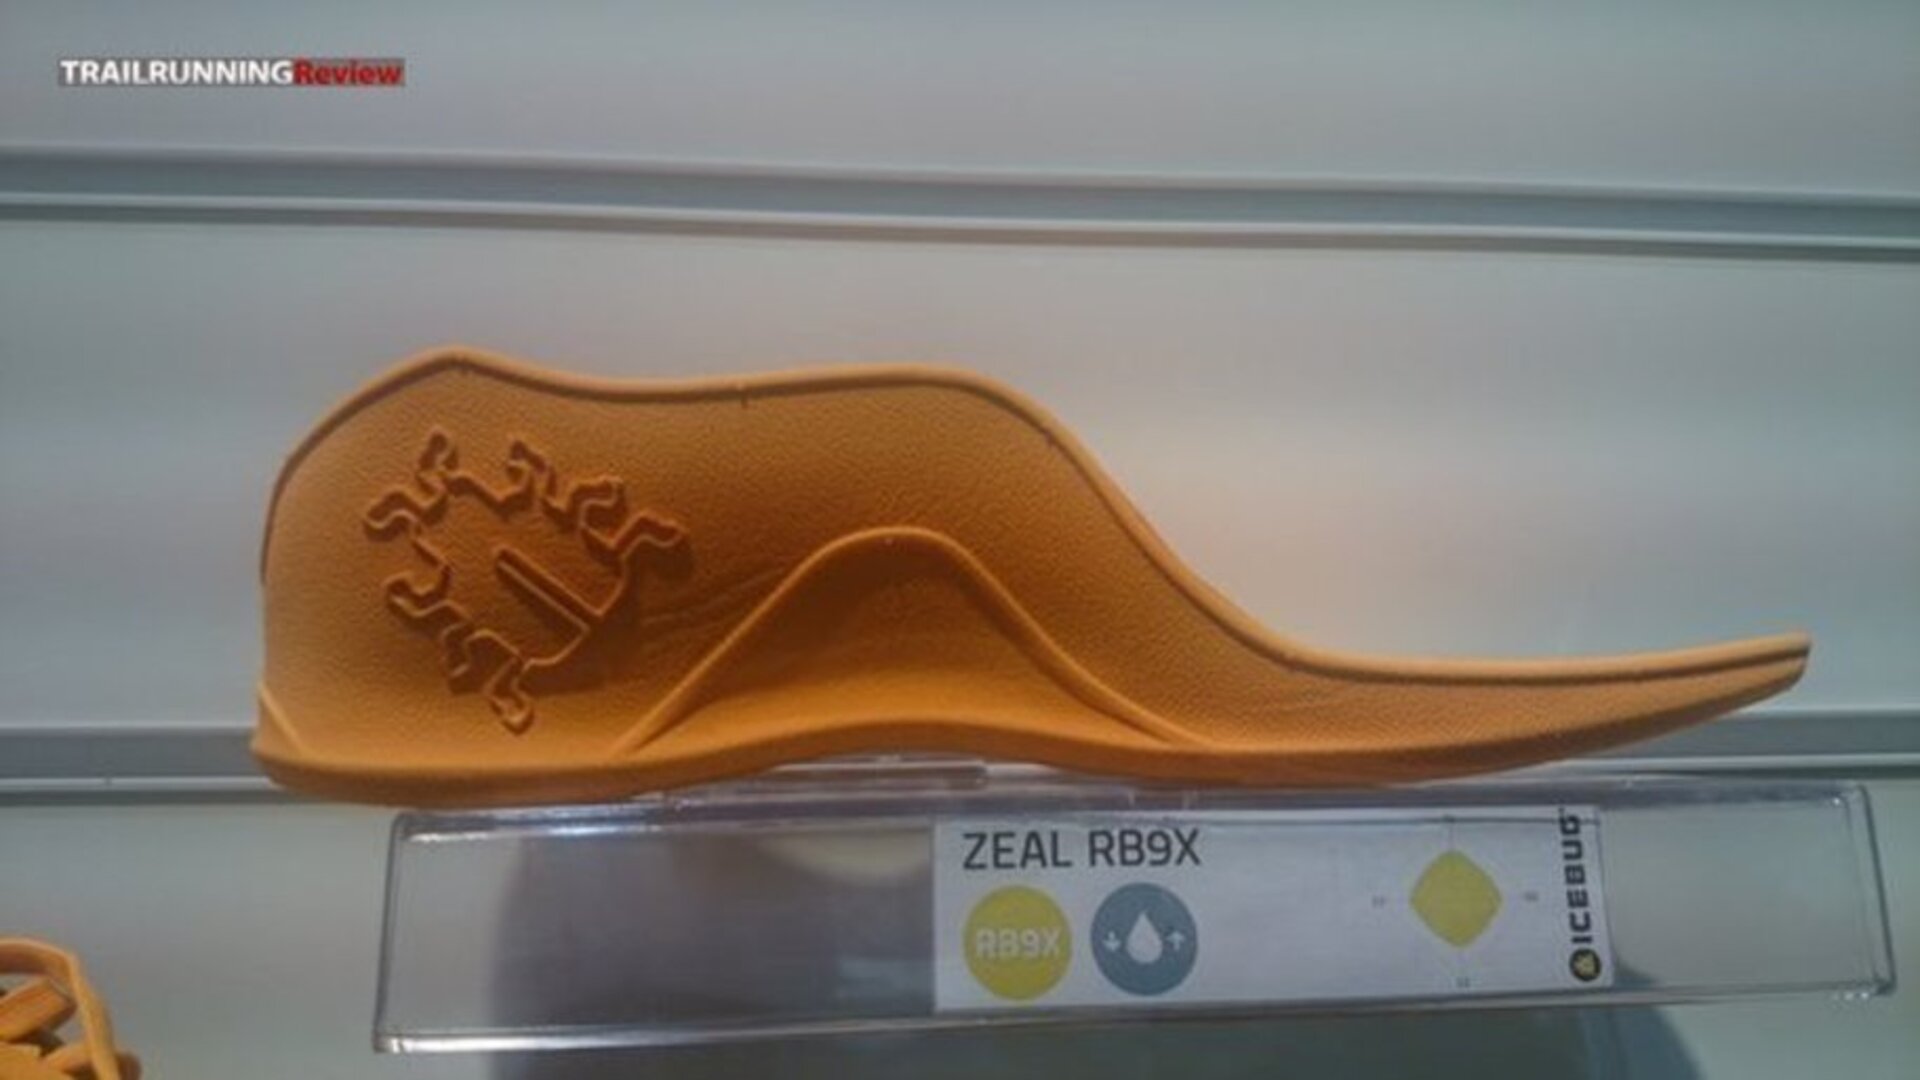 TRAILRUNNINGReview
ZEAL RB9X
RB9X
ICEBUG